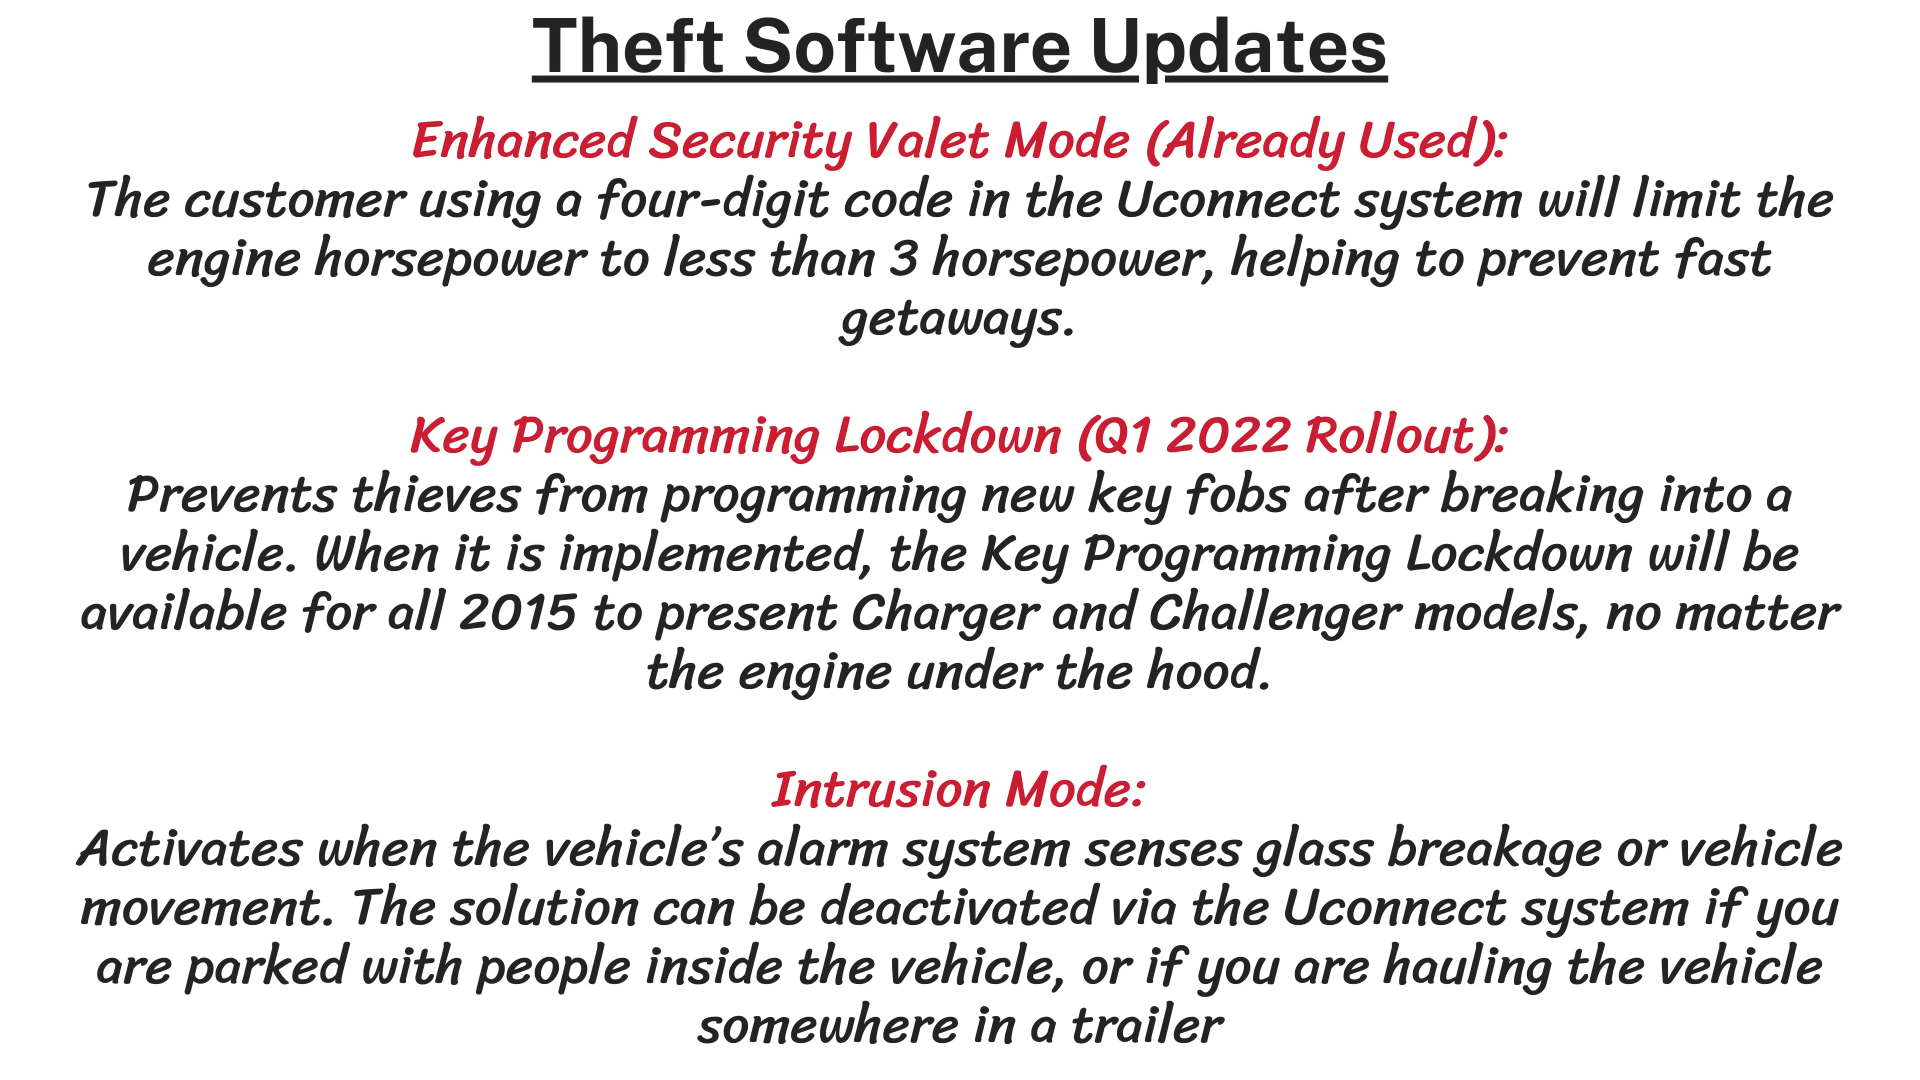 Theft Software Updates
Enhanced Security Valet Mode (Already Used):
The customer using a four-digit code in the Uconnect system will limit the
engine horsepower to less than 3 horsepower, helping to prevent fast
getaways.
Key Programming Lockdown (Q1 2022 Rollout):
Prevents thieves from programming new key fobs after breaking into a
vehicle. When it is implemented, the Key Programming Lockdown will be
available for all 2015 to present Charger and Challenger models, no matter
the engine under the hood.
Intrusion Mode:
Activates when the vehicle’s alarm system senses glass breakage or vehicle
movement. The solution can be deactivated via the Uconnect system if you
are parked with people inside the vehicle, or if you are hauling the vehicle
somewhere in a trailer